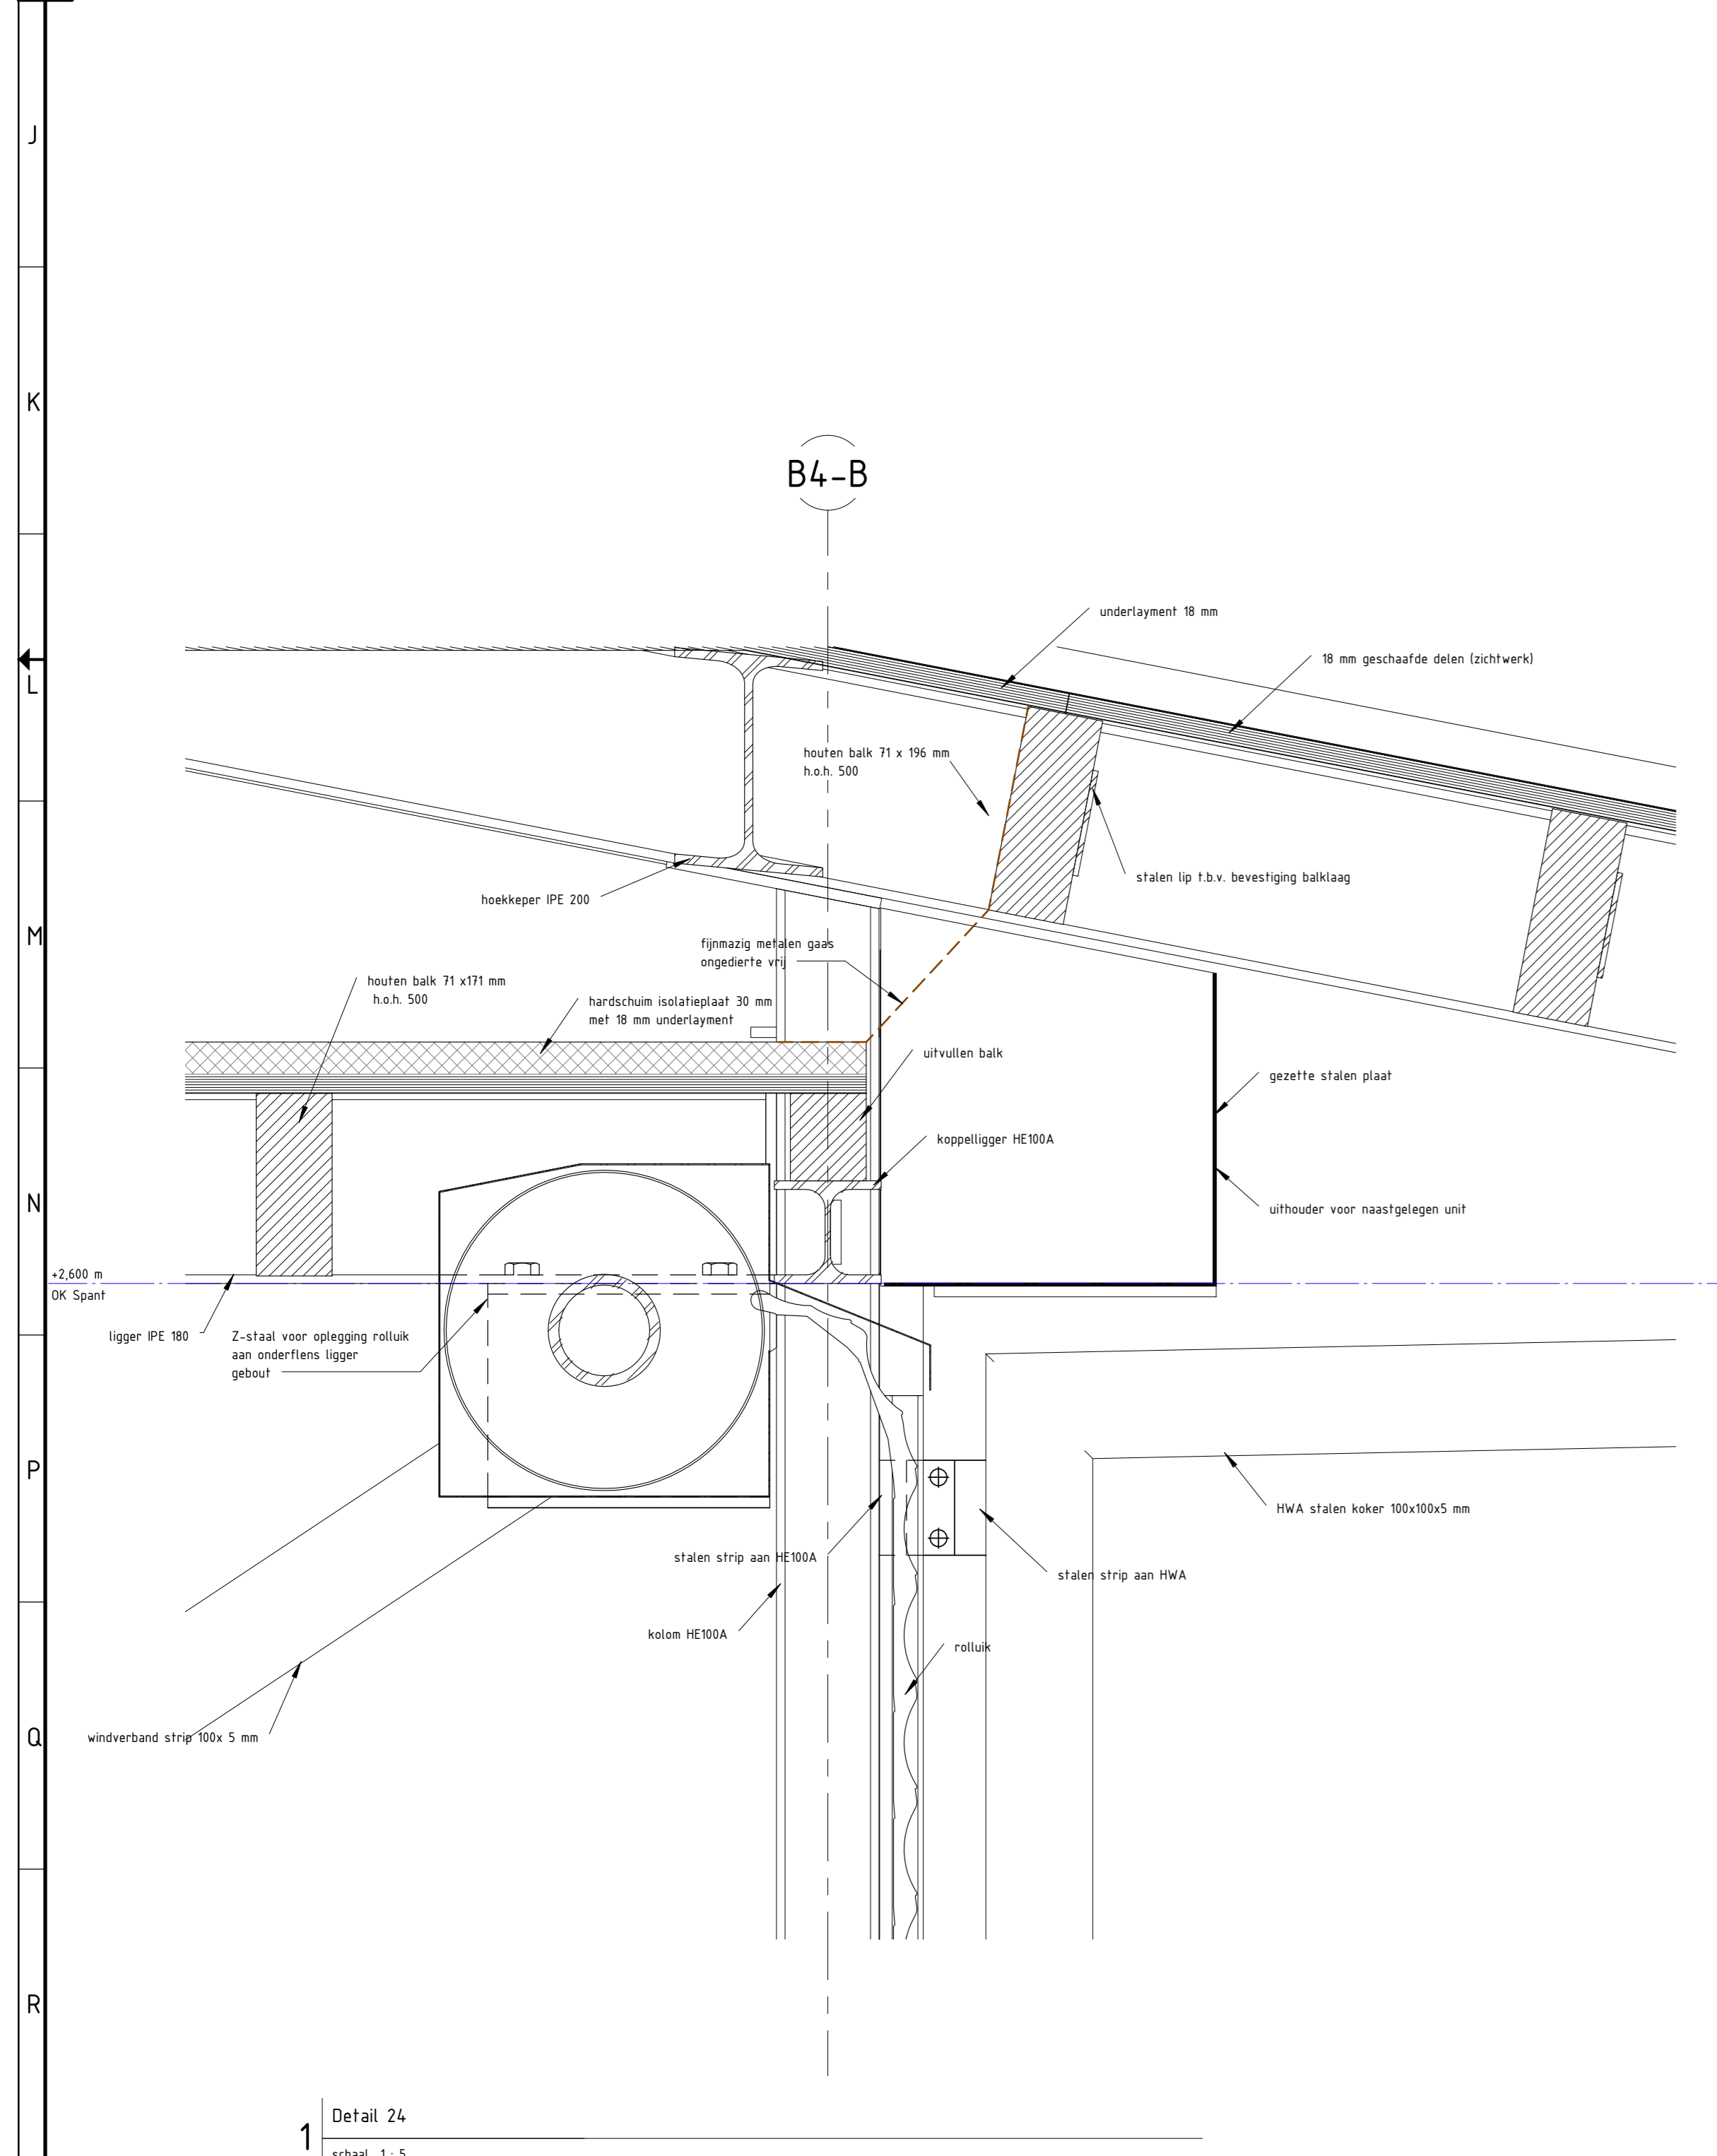 J
K
B4-B
underlayment 18 mm
18 mm geschaafde delen (zichtwerk)
L
houten balk 71 x 196 mm
h.o.h. 500
stalen lip t.b.v. bevestiging balklaag
hoekkeper IPE 200
M
fijnmazig metalen gaas
ongedierte vrij
houten balk 71 x171 mm
h.o.h. 500
hardschuim isolatieplaat 30 mm
met 18 mm underlayment
uitvullen balk
gezette stalen plaat
koppelligger HE100A
N
uithouder voor naastgelegen unit
+2,600 m
OK Spant
ligger IPE 180
Z-staal voor oplegging rolluik
aan onderflens ligger
gebout
P
HWA stalen koker 100x100x5 mm
stalen strip aan HE100A
stalen strip aan HWA
kolom HE100A
rolluik
Q
windverband strip 100x 5 mm
R
1
Detail 24
schaal 1 : 5